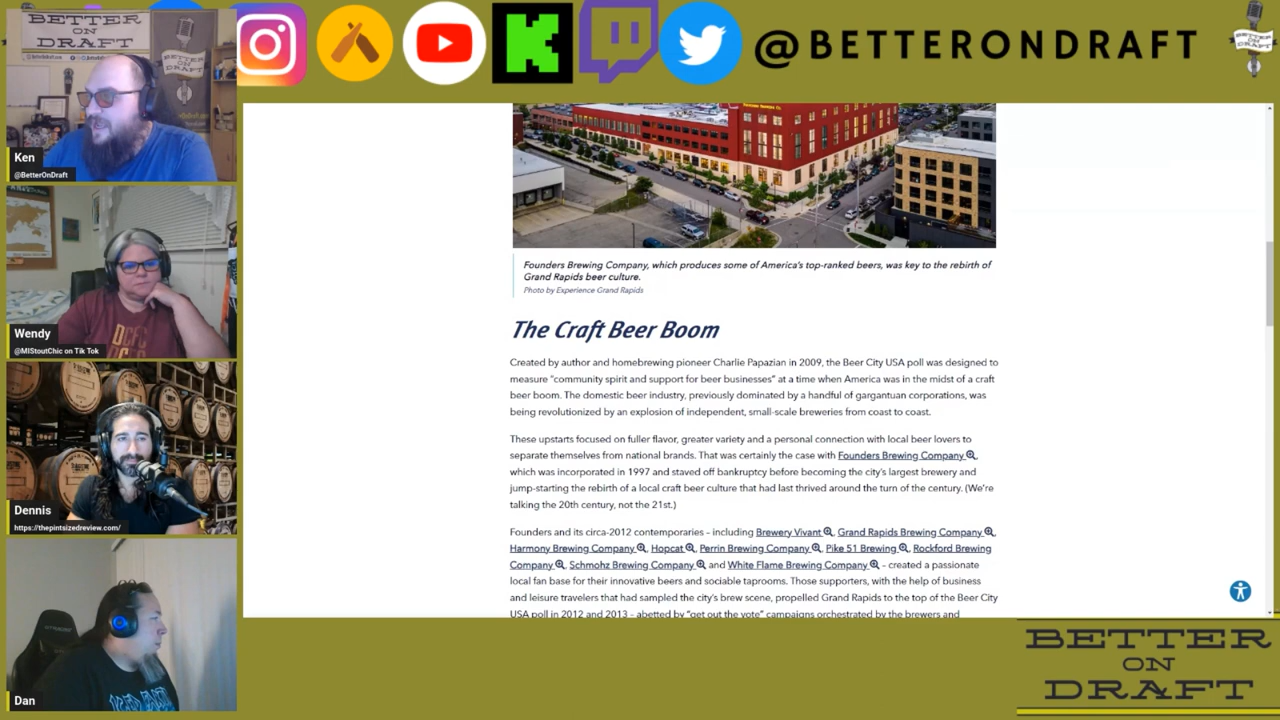 @BETTERONDRAFT
BETTER
ON
DRAFT
BETTER
ON
DRAFT
Ken
@BetterOnDraft
Wendy
@MIStoutChic on Tik Tok
Dennis
https://thepintsizedreview.com/
Dan
Founders Brewing Company, which produces some of America's top-ranked beers, was key to the rebirth of
Grand Rapids beer culture.
Photo by Experience Grand Rapids
The Craft Beer Boom
Created by author and homebrewing pioneer Charlie Papazian in 2009, the Beer City USA poll was designed to
measure "community spirit and support for beer businesses" at a time when America was in the midst of a craft
beer boom. The domestic beer industry, previously dominated by a handful of gargantuan corporations, was
being revolutionized by an explosion of independent, small-scale breweries from coast to coast.
These upstarts focused on fuller flavor, greater variety and a personal connection with local beer lovers to
separate themselves from national brands. That was certainly the case with Founders Brewing Company,
which was incorporated in 1997 and staved off bankruptcy before becoming the city's largest brewery and
jump-starting the rebirth of a local craft beer culture that had last thrived around the turn of the century. (We're
talking the 20th century, not the 21st.)
Founders and its circa-2012 contemporaries – including Brewery Vivant, Grand Rapids Brewing Company,
Harmony Brewing Company, Hopcat, Perrin Brewing Company, Pike 51 Brewing, Rockford Brewing
Company, Schmohz Brewing Company and White Flame Brewing Company – created a passionate
local fan base for their innovative beers and sociable taprooms. Those supporters, with the help of business
and leisure travelers that had sampled the city's brew scene, propelled Grand Rapids to the top of the Beer City
USA poll in 2012 and 2013 – abetted by "get out the vote" campaigns orchestrated by the brewers and
BETTER
ON
DRAFT